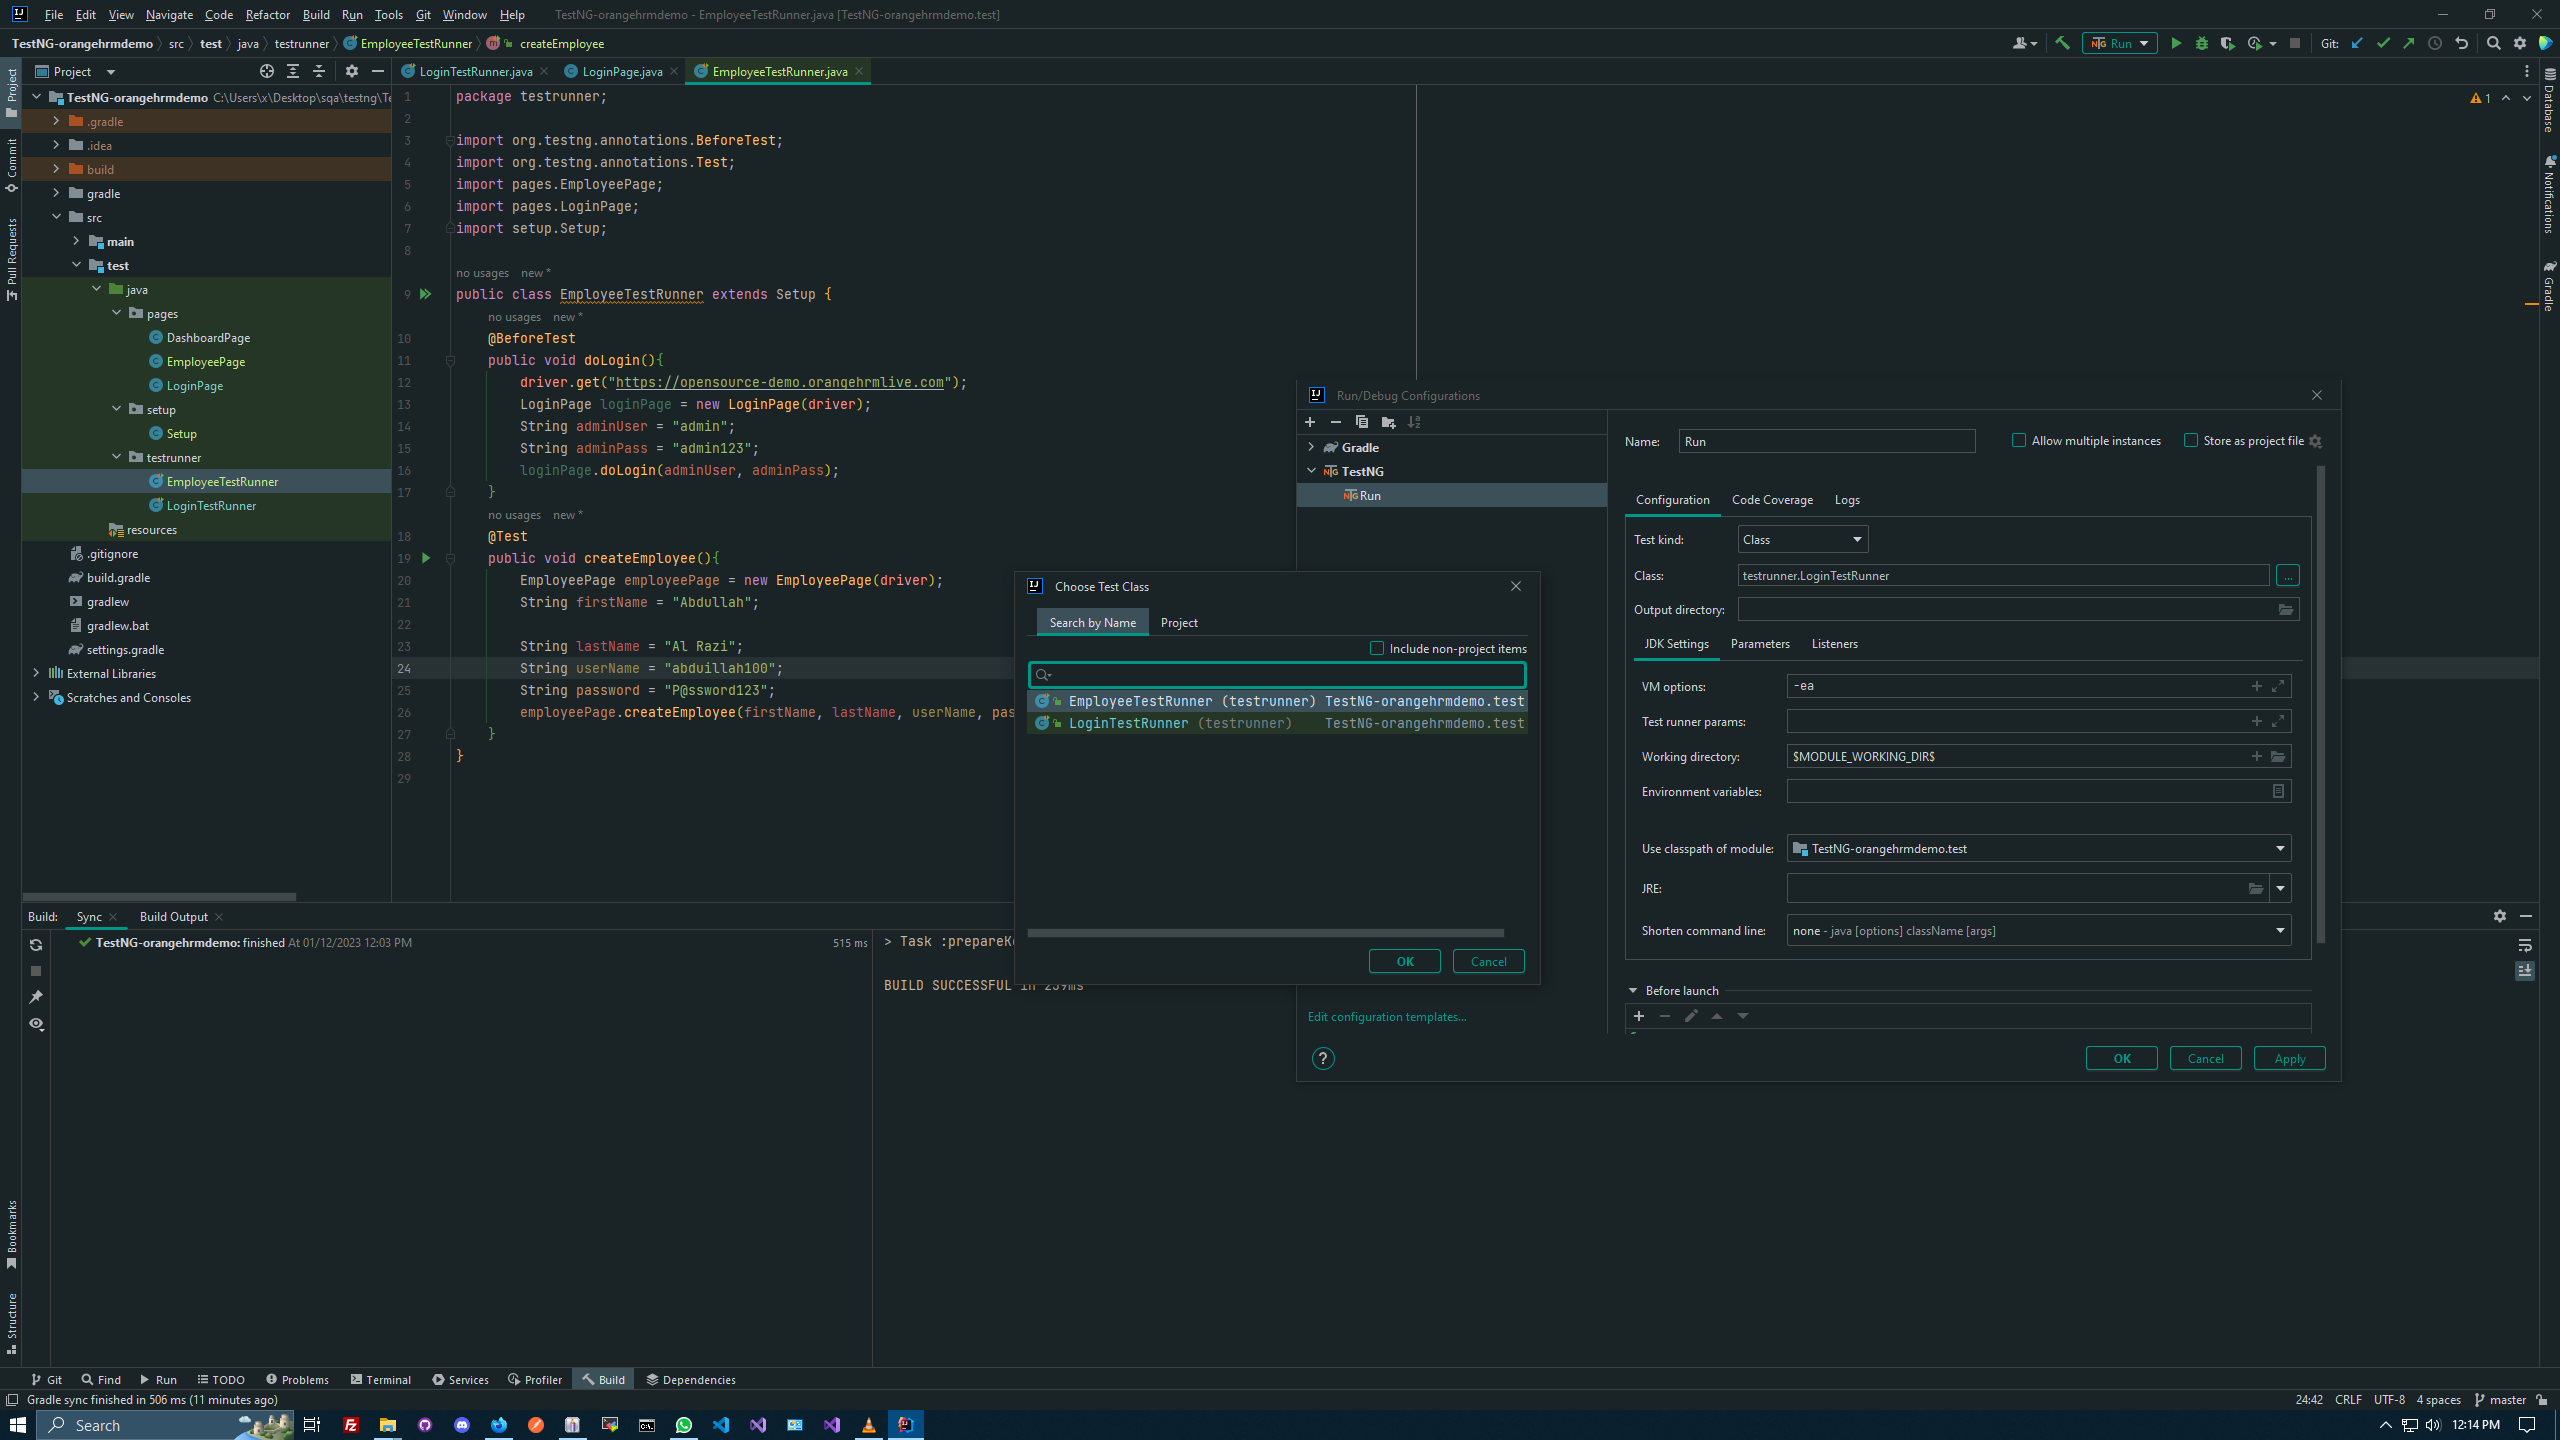 File Edit View Navigate Code Refactor Build Run Tools Git Window Help TestNG-orangehrmdemo - EmployeeTestRunner.java [TestNG-orangehrmdemo.test]
TestNG-orangehrmdemo src test java testrunner EmployeeTestRunner createEmployee Run Git:
Project
LoginTestRunner.java LoginPage.java EmployeeTestRunner.java
Project
Commit
Pull Requests
Bookmarks
Structure
TestNG-orangehrmdemo C:\Users\x\Desktop\sqa\testng\Te
.gradle
.idea
build
gradle
src
main
test
java
pages
DashboardPage
EmployeePage
LoginPage
setup
Setup
testrunner
EmployeeTestRunner
LoginTestRunner
resources
.gitignore
build.gradle
gradlew
gradlew.bat
settings.gradle
External Libraries
Scratches and Consoles
1 package testrunner;
2
3 import org.testng.annotations.BeforeTest;
4 import org.testng.annotations.Test;
5 import pages.EmployeePage;
6 import pages.LoginPage;
7 import setup.Setup;
8
no usages new *
9 public class EmployeeTestRunner extends Setup {
no usages new *
10 @BeforeTest
11 public void doLogin(){
12 driver.get("https://opensource-demo.orangehrmlive.com");
13 LoginPage loginPage = new LoginPage(driver);
14 String adminUser = "admin";
15 String adminPass = "admin123";
16 loginPage.doLogin(adminUser, adminPass);
17 }
no usages new *
18 @Test
19 public void createEmployee(){
20 EmployeePage employeePage = new EmployeePage(driver);
21 String firstName = "Abdullah";
22
23 String lastName = "Al Razi";
24 String userName = "abduillah100";
25 String password = "P@ssword123";
26 employeePage.createEmployee(firstName, lastName, userName, pas
27 }
28 }
29
1
Database
Notifications
Gradle
Choose Test Class
Search by Name Project
Include non-project items
EmployeeTestRunner (testrunner) TestNG-orangehrmdemo.test
LoginTestRunner (testrunner) TestNG-orangehrmdemo.test
OK Cancel
Run/Debug Configurations
Gradle
TestNG
Run
Edit configuration templates...
Name: Run Allow multiple instances Store as project file
Configuration Code Coverage Logs
Test kind: Class
Class: testrunner.LoginTestRunner ...
Output directory:
JDK Settings Parameters Listeners
VM options: -ea
Test runner params:
Working directory: $MODULE_WORKING_DIR$
Environment variables:
Use classpath of module: TestNG-orangehrmdemo.test
JRE:
Shorten command line: none - java [options] className [args]
Before launch
? OK Cancel Apply
Build: Sync Build Output
TestNG-orangehrmdemo: finished At 01/12/2023 12:03 PM 515 ms
> Task :prepareK
BUILD SUCCESSFUL in 259ms
Git Find Run TODO Problems Terminal Services Profiler Build Dependencies
Gradle sync finished in 506 ms (11 minutes ago) 24:42 CRLF UTF-8 4 spaces master
Search 12:14 PM